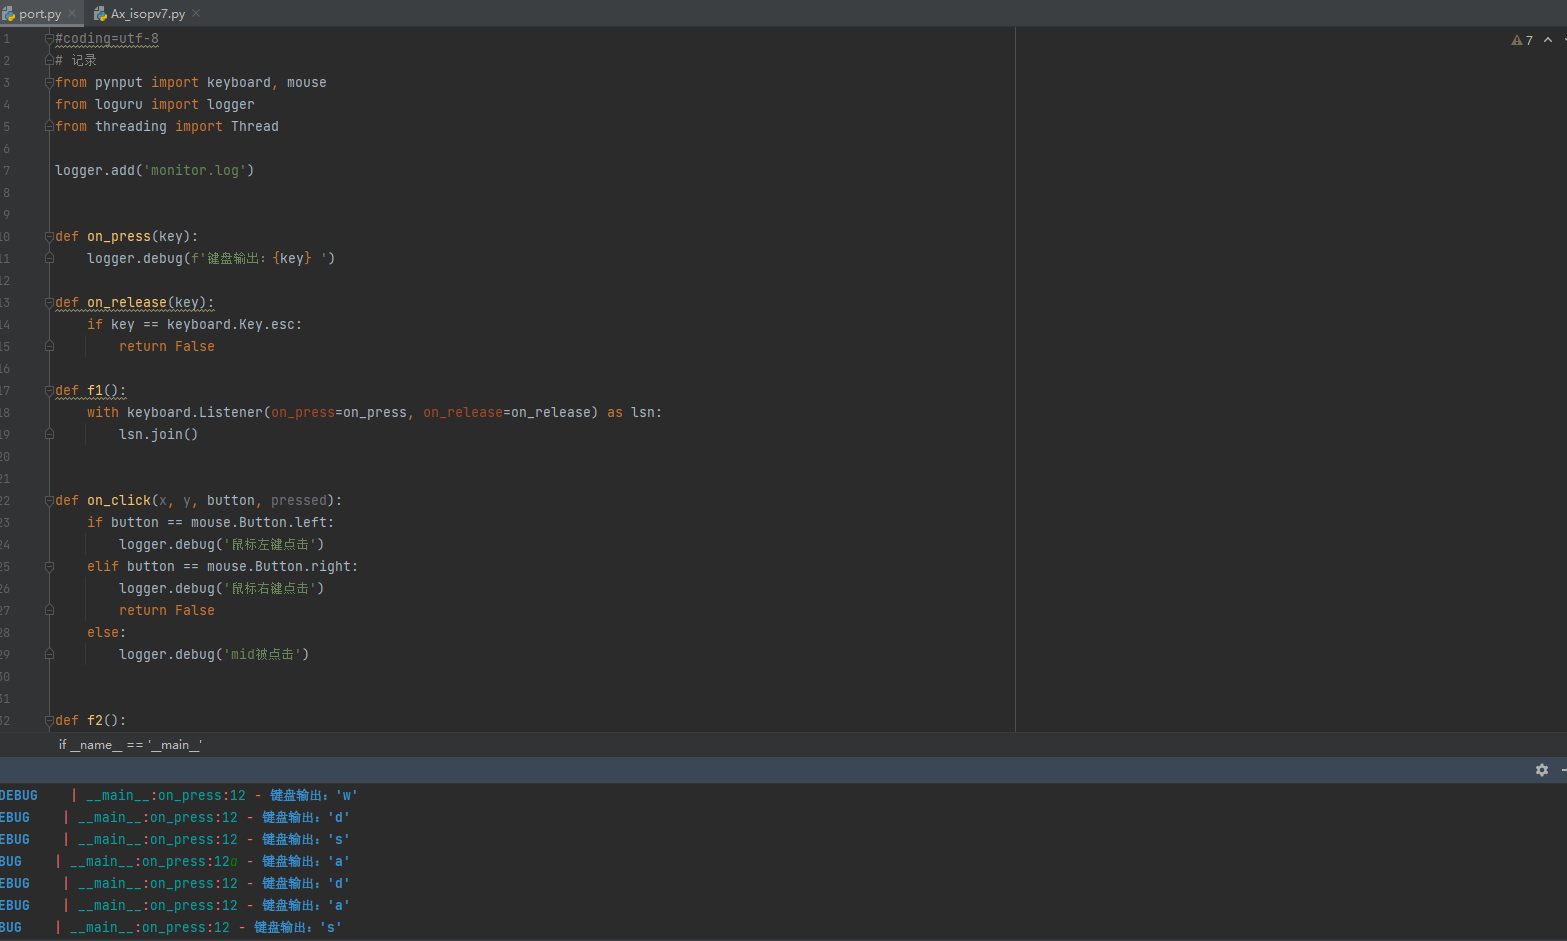 port.py Ax_isopv7.py
1 #coding=utf-8 7
2 # 记录
3 from pynput import keyboard, mouse
4 from loguru import logger
5 from threading import Thread
6
7 logger.add('monitor.log')
8
9
10 def on_press(key):
11 logger.debug(f'键盘输出：{key} ')
12
13 def on_release(key):
14 if key == keyboard.Key.esc:
15 return False
16
17 def f1():
18 with keyboard.Listener(on_press=on_press, on_release=on_release) as lsn:
19 lsn.join()
20
21
22 def on_click(x, y, button, pressed):
23 if button == mouse.Button.left:
24 logger.debug('鼠标左键点击')
25 elif button == mouse.Button.right:
26 logger.debug('鼠标右键点击')
27 return False
28 else:
29 logger.debug('mid被点击')
30
31
32 def f2():
if __name__ == '__main__'
DEBUG | __main__:on_press:12 - 键盘输出：'w'
EBUG | __main__:on_press:12 - 键盘输出：'d'
EBUG | __main__:on_press:12 - 键盘输出：'s'
BUG | __main__:on_press:12a - 键盘输出：'a'
EBUG | __main__:on_press:12 - 键盘输出：'d'
EBUG | __main__:on_press:12 - 键盘输出：'a'
BUG | __main__:on_press:12 - 键盘输出：'s'